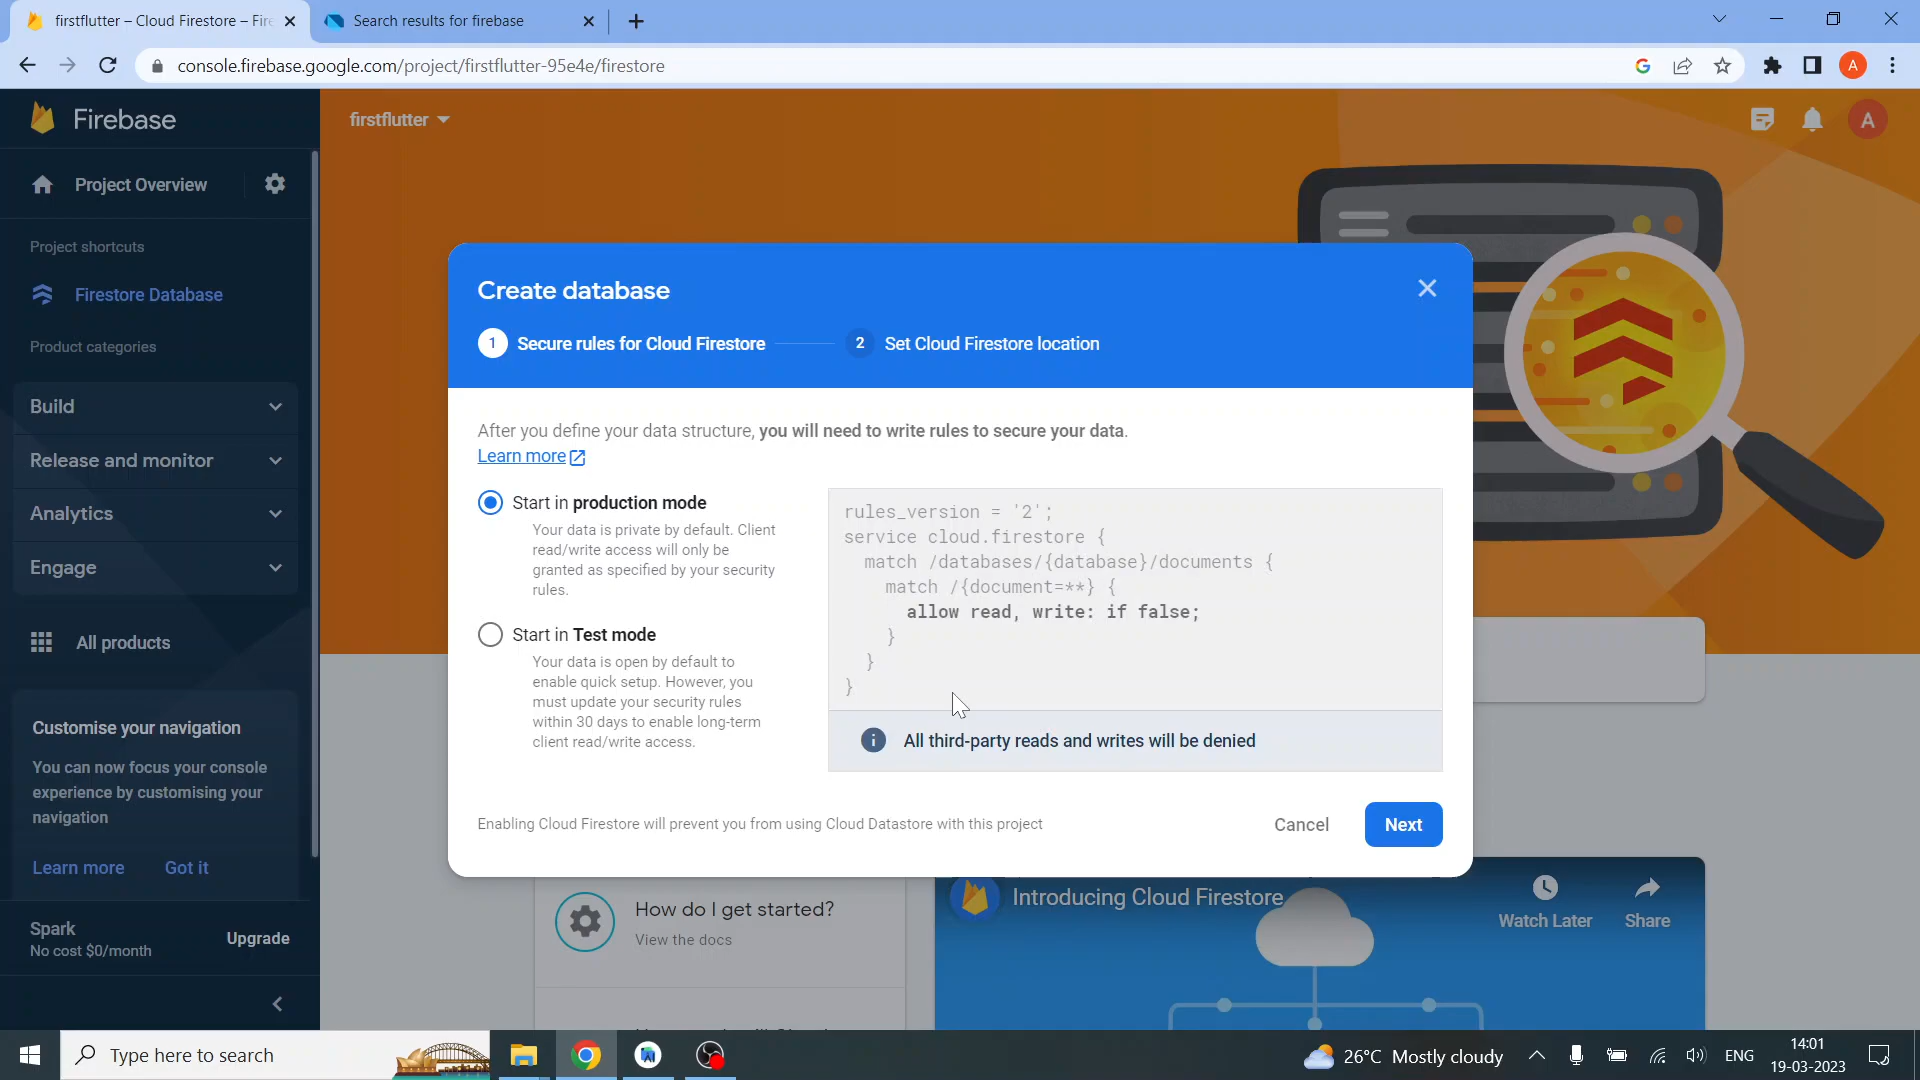 firstflutter – Cloud Firestore – Fire
Search results for firebase
console.firebase.google.com/project/firstflutter-95e4e/firestore
A
Firebase
firstflutter
A
Project Overview
Project shortcuts
Firestore Database
Product categories
Build
Release and monitor
Analytics
Engage
All products
Customise your navigation
You can now focus your console
experience by customising your
navigation
Learn more
Got it
Spark
No cost $0/month
Upgrade
Create database
1
Secure rules for Cloud Firestore
2
Set Cloud Firestore location
After you define your data structure, you will need to write rules to secure your data.
Learn more
Start in production mode
Your data is private by default. Client
read/write access will only be
granted as specified by your security
rules.
Start in Test mode
Your data is open by default to
enable quick setup. However, you
must update your security rules
within 30 days to enable long-term
client read/write access.
rules_version = '2';
service cloud.firestore {
match /databases/{database}/documents {
match /{document=**} {
allow read, write: if false;
}
}
}
All third-party reads and writes will be denied
Enabling Cloud Firestore will prevent you from using Cloud Datastore with this project
Cancel
Next
How do I get started?
View the docs
Introducing Cloud Firestore
Watch Later
Share
Type here to search
26°C Mostly cloudy
ENG
14:01
19-03-2023